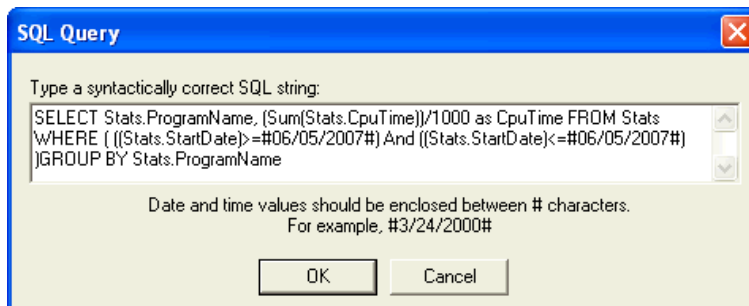 SQL Query
Type a syntactically correct SQL string:
SELECT Stats.ProgramName, (Sum(Stats.CpuTime))/1000 as CpuTime FROM Stats
WHERE ( ((Stats.StartDate)>=#06/05/2007#) And ((Stats.StartDate)<=#06/05/2007#)
)GROUP BY Stats.ProgramName
Date and time values should be enclosed between # characters.
For example, #3/24/2000#
OK
Cancel